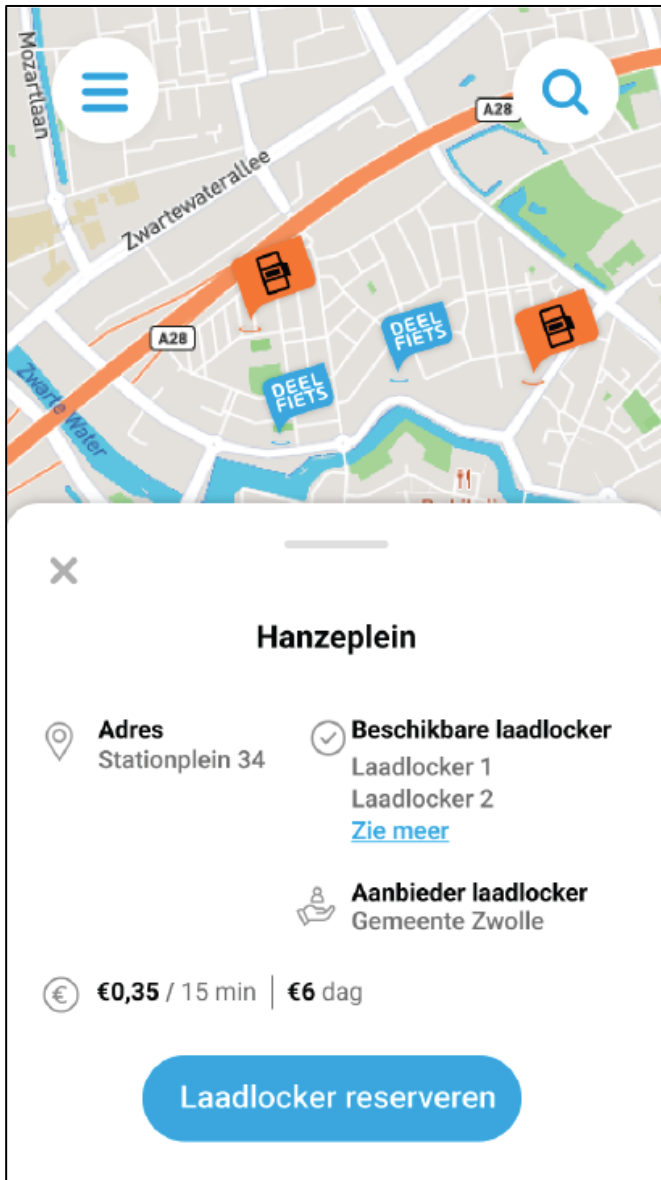 Mozartlaan
A28
Zwartewaterallee
A28
DEEL
FIETS
DEEL
FIETS
Zwarte Water
Hanzeplein
Adres
Stationplein 34
Beschikbare laadlocker
Laadlocker 1
Laadlocker 2
Zie meer
Aanbieder laadlocker
Gemeente Zwolle
€0,35 / 15 min | €6 dag
Laadlocker reserveren